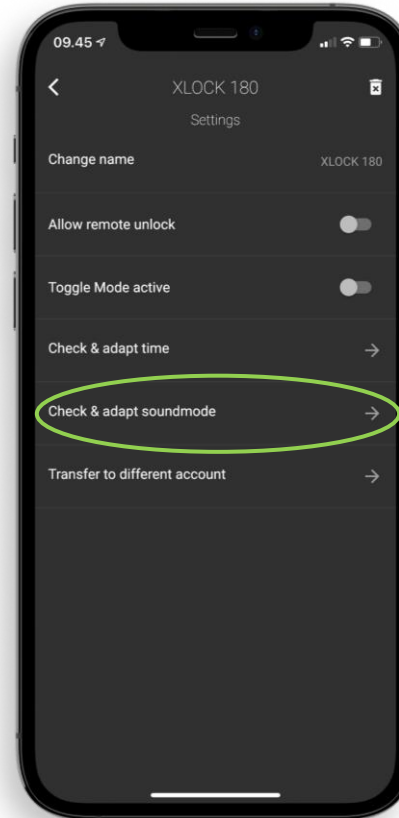 09.45
XLOCK 180
Settings
Change name XLOCK 180
Allow remote unlock
Toggle Mode active
Check & adapt time
Check & adapt soundmode
Transfer to different account